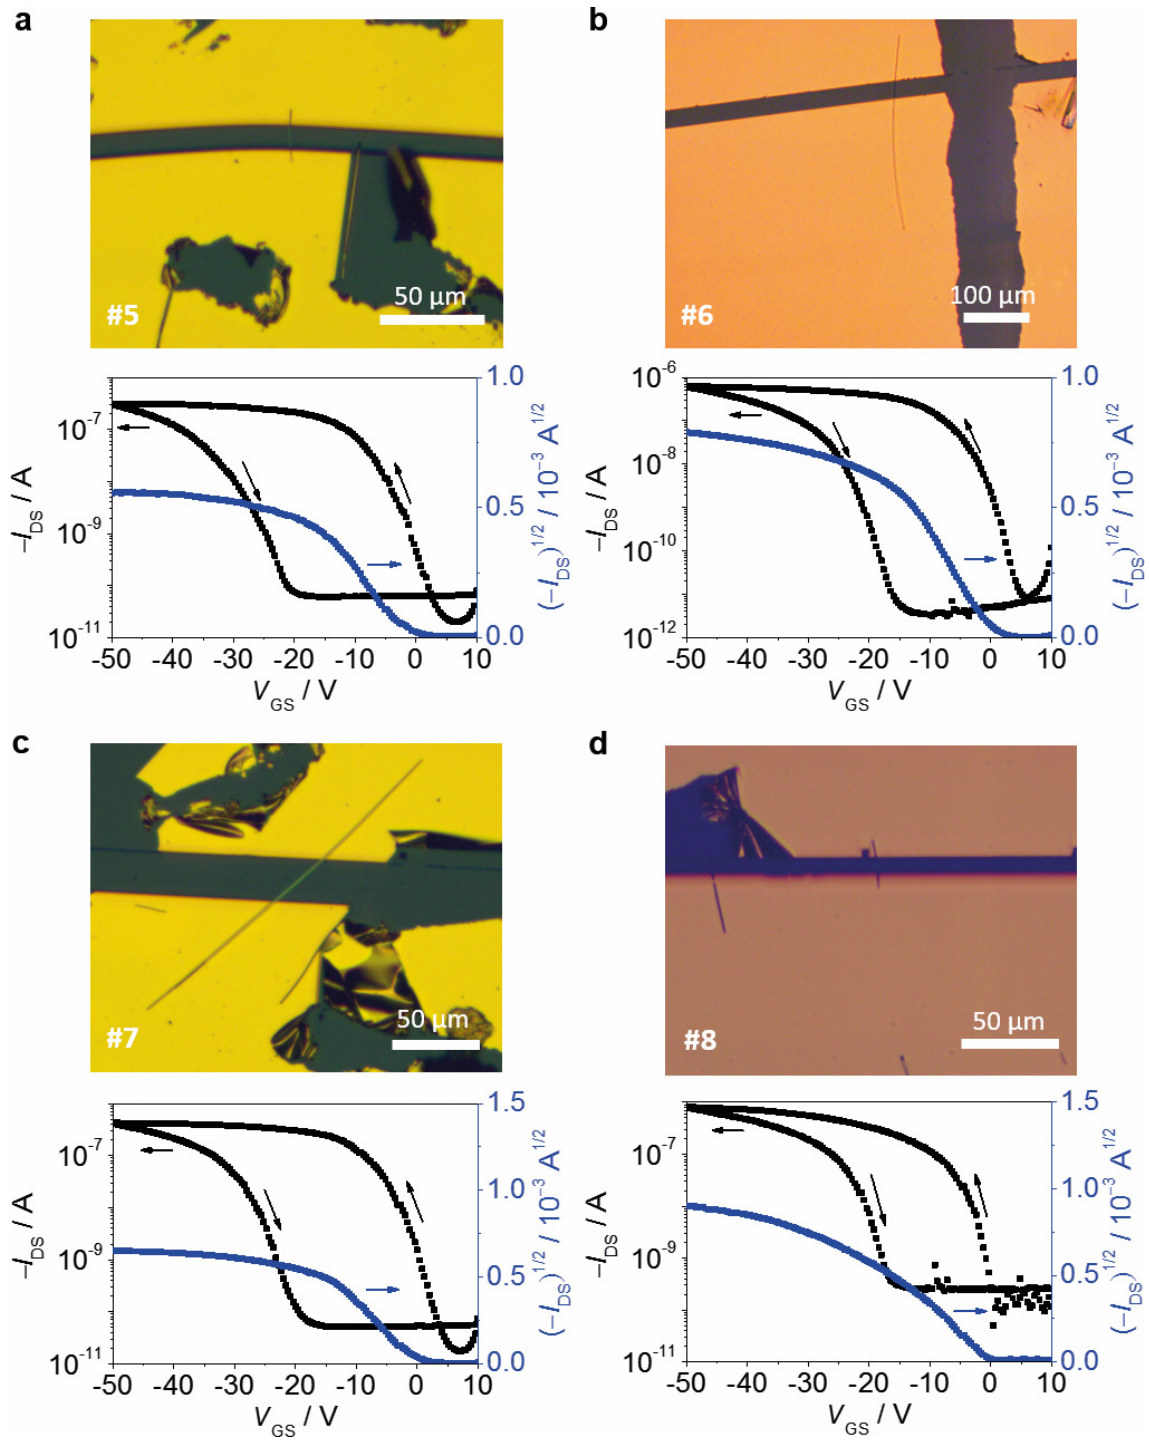 a
#5
50 μm
10⁻⁷
10⁻⁹
10⁻¹¹
−I_DS / A
1.0
0.5
0.0
(−I_DS)^1/2 / 10⁻³ A^1/2
-50 -40 -30 -20 -10 0 10
V_GS / V
b
#6
100 μm
10⁻⁶
10⁻⁸
10⁻¹⁰
10⁻¹²
−I_DS / A
1.0
0.5
0.0
(−I_DS)^1/2 / 10⁻³ A^1/2
-50 -40 -30 -20 -10 0 10
V_GS / V
c
#7
50 μm
10⁻⁷
10⁻⁹
10⁻¹¹
−I_DS / A
1.5
1.0
0.5
0.0
(−I_DS)^1/2 / 10⁻³ A^1/2
-50 -40 -30 -20 -10 0 10
V_GS / V
d
#8
50 μm
10⁻⁷
10⁻⁹
10⁻¹¹
−I_DS / A
1.5
1.0
0.5
0.0
(−I_DS)^1/2 / 10⁻³ A^1/2
-50 -40 -30 -20 -10 0 10
V_GS / V